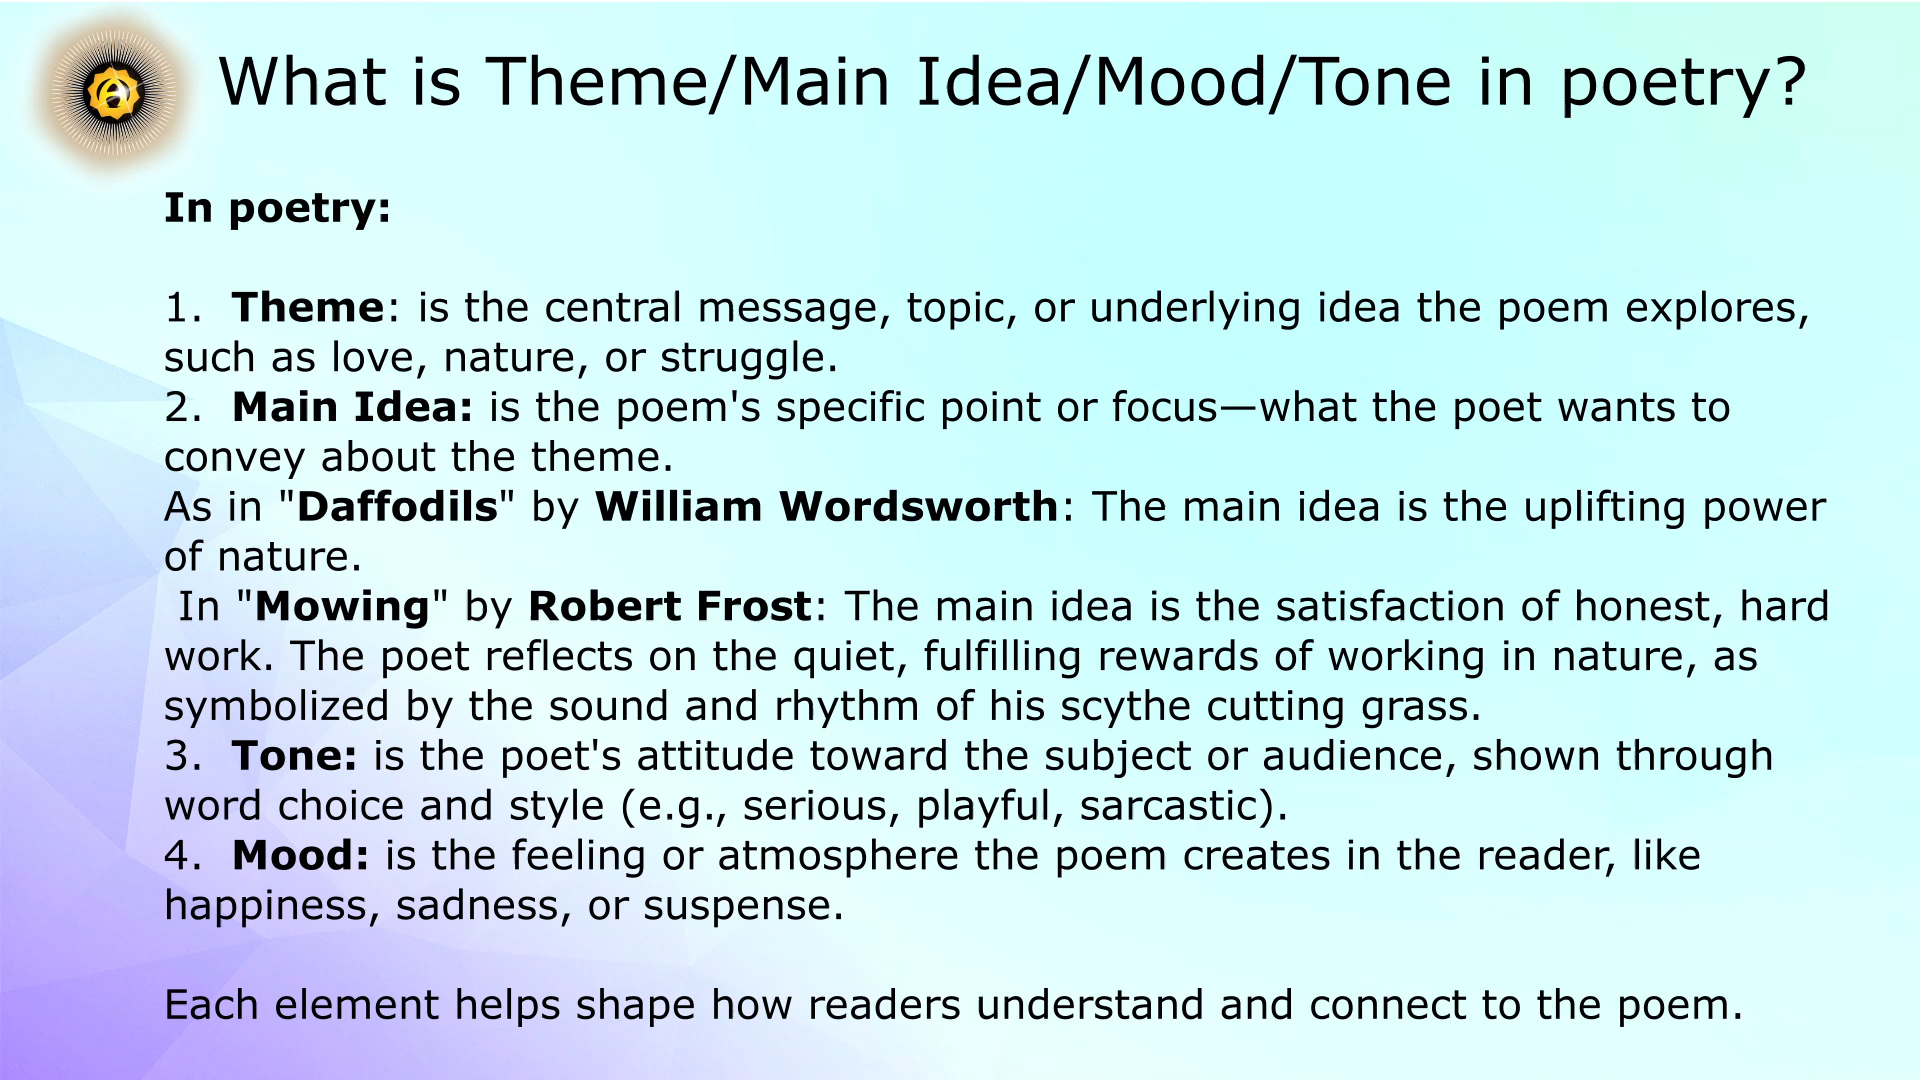 What is Theme/Main Idea/Mood/Tone in poetry?
In poetry:
1. Theme: is the central message, topic, or underlying idea the poem explores,
such as love, nature, or struggle.
2. Main Idea: is the poem's specific point or focus—what the poet wants to
convey about the theme.
As in "Daffodils" by William Wordsworth: The main idea is the uplifting power
of nature.
In "Mowing" by Robert Frost: The main idea is the satisfaction of honest, hard
work. The poet reflects on the quiet, fulfilling rewards of working in nature, as
symbolized by the sound and rhythm of his scythe cutting grass.
3. Tone: is the poet's attitude toward the subject or audience, shown through
word choice and style (e.g., serious, playful, sarcastic).
4. Mood: is the feeling or atmosphere the poem creates in the reader, like
happiness, sadness, or suspense.
Each element helps shape how readers understand and connect to the poem.